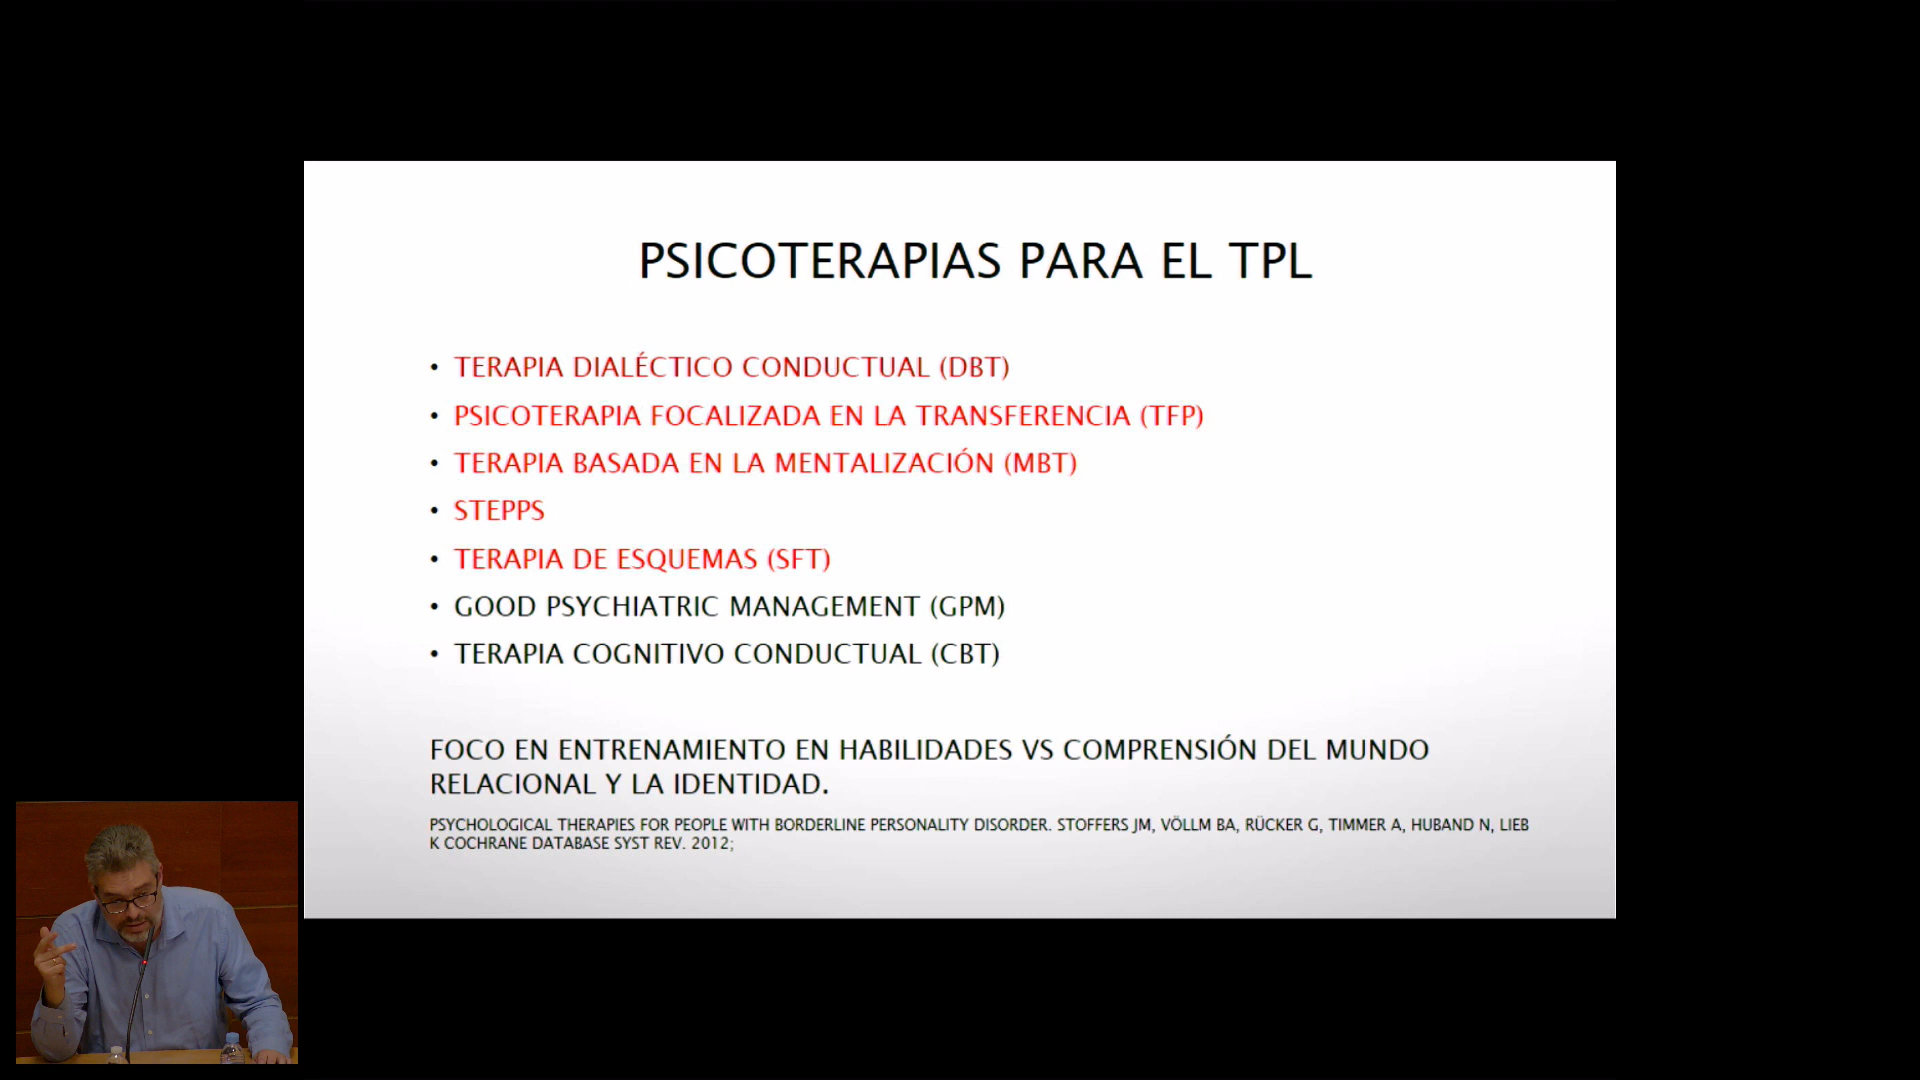 PSICOTERAPIAS PARA EL TPL
• TERAPIA DIALÉCTICO CONDUCTUAL (DBT)
• PSICOTERAPIA FOCALIZADA EN LA TRANSFERENCIA (TFP)
• TERAPIA BASADA EN LA MENTALIZACIÓN (MBT)
• STEPPS
• TERAPIA DE ESQUEMAS (SFT)
• GOOD PSYCHIATRIC MANAGEMENT (GPM)
• TERAPIA COGNITIVO CONDUCTUAL (CBT)
FOCO EN ENTRENAMIENTO EN HABILIDADES VS COMPRENSIÓN DEL MUNDO
RELACIONAL Y LA IDENTIDAD.
PSYCHOLOGICAL THERAPIES FOR PEOPLE WITH BORDERLINE PERSONALITY DISORDER. STOFFERS JM, VÖLLM BA, RÜCKER G, TIMMER A, HUBAND N, LIEB
K COCHRANE DATABASE SYST REV. 2012;